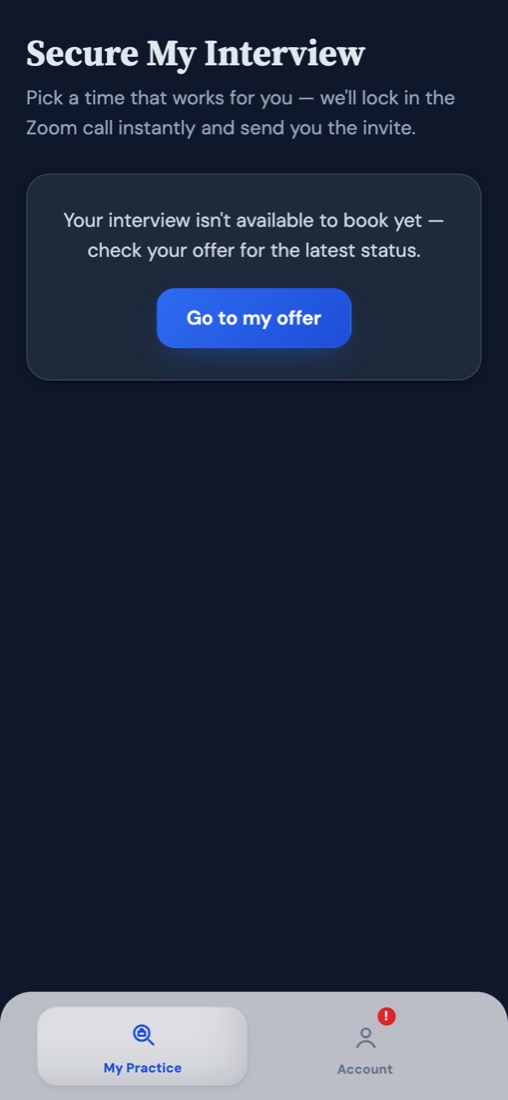 Secure My Interview
Pick a time that works for you — we'll lock in the
Zoom call instantly and send you the invite.
Your interview isn't available to book yet —
check your offer for the latest status.
Go to my offer
!
My Practice
Account